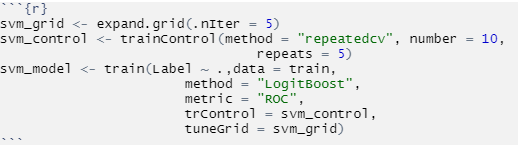 ```{r}
svm_grid <- expand.grid(.nIter = 5)
svm_control <- trainControl(method = "repeatedcv", number = 10,
                            repeats = 5)
svm_model <- train(Label ~ .,data = train,
                   method = "LogitBoost",
                   metric = "ROC",
                   trControl = svm_control,
                   tuneGrid = svm_grid)
```